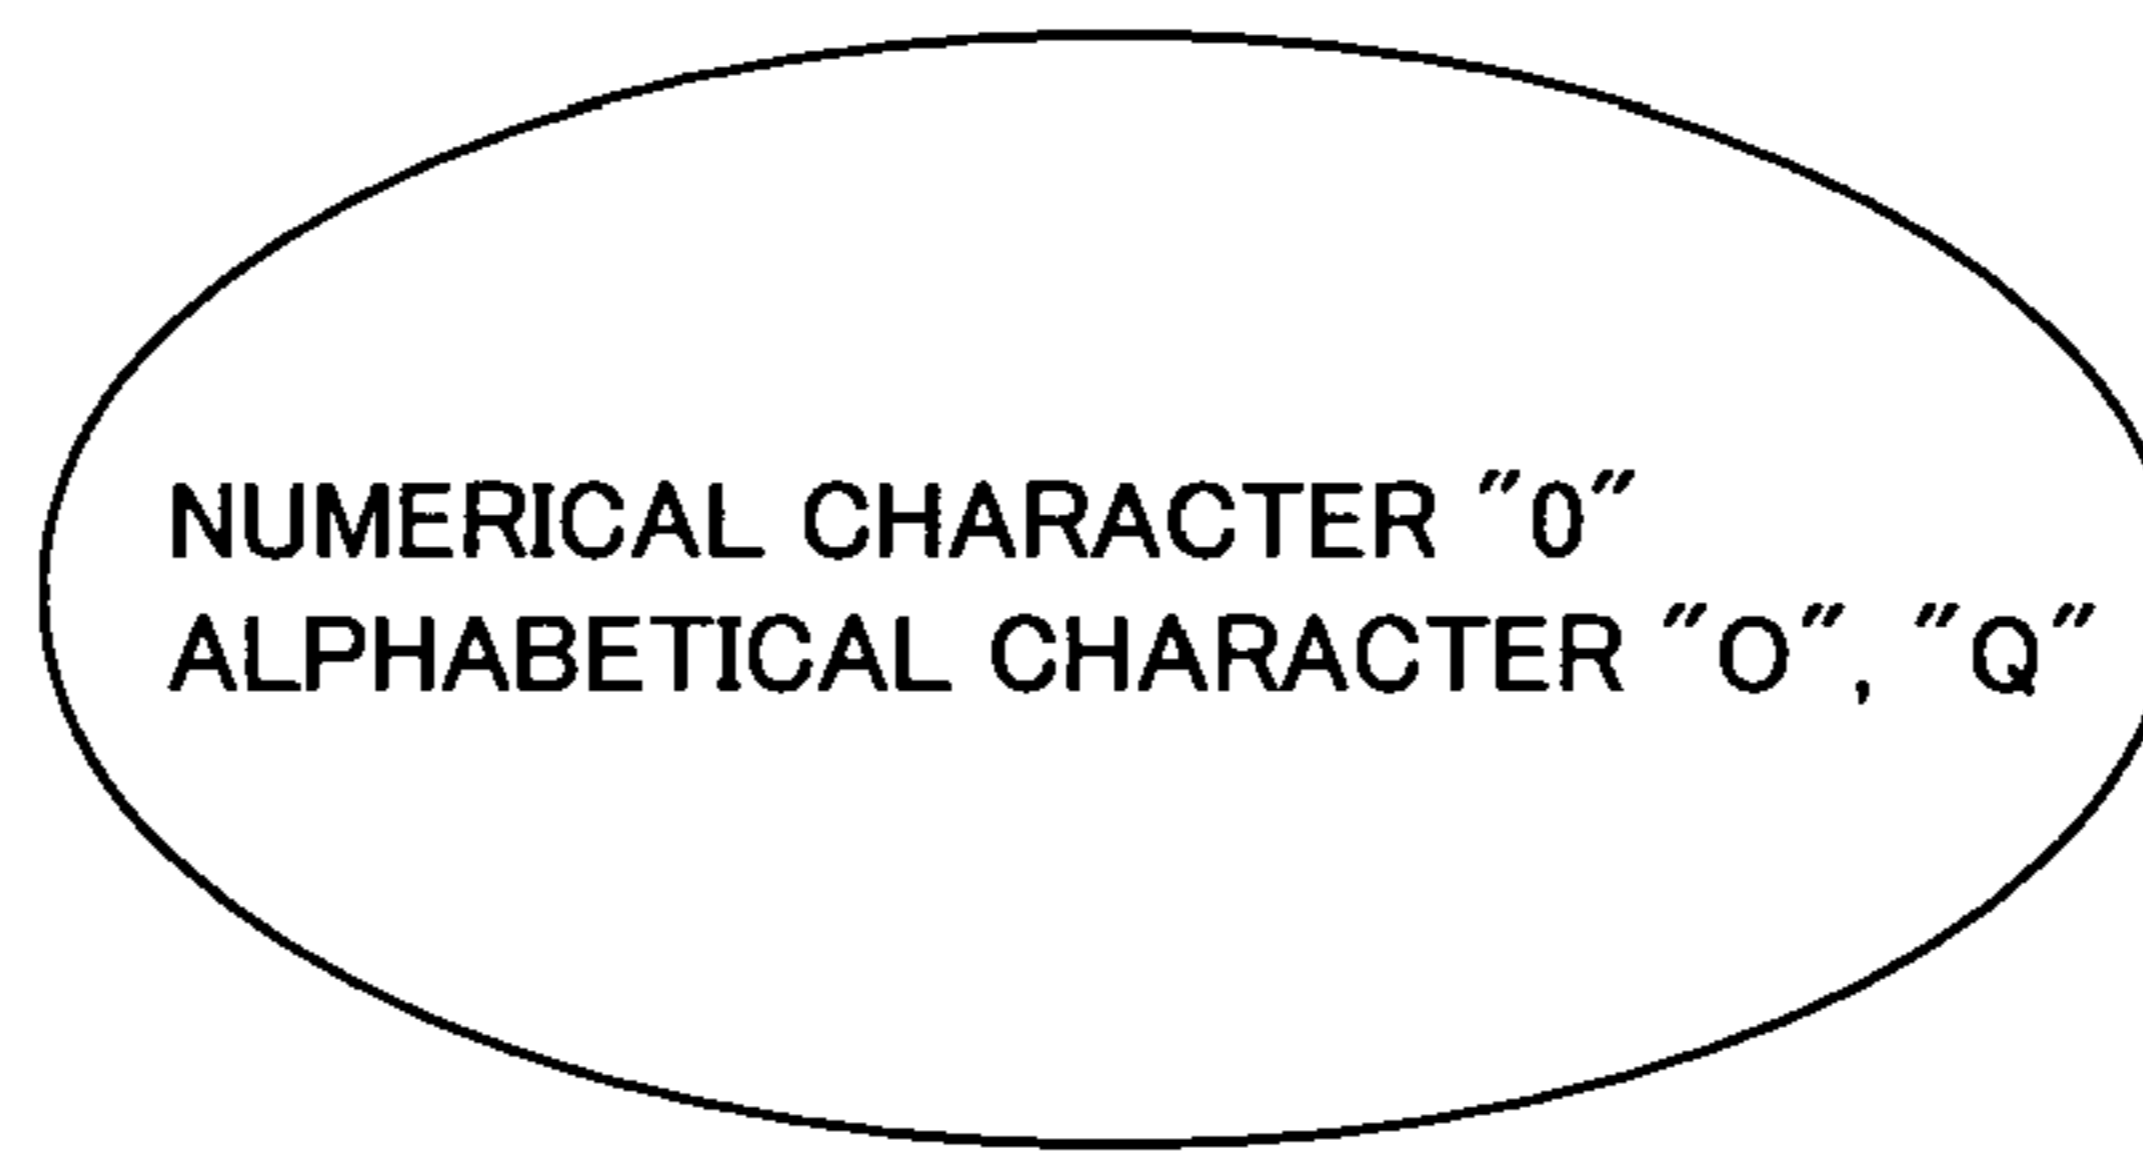 NUMERICAL CHARACTER "0"
ALPHABETICAL CHARACTER "O", "Q"